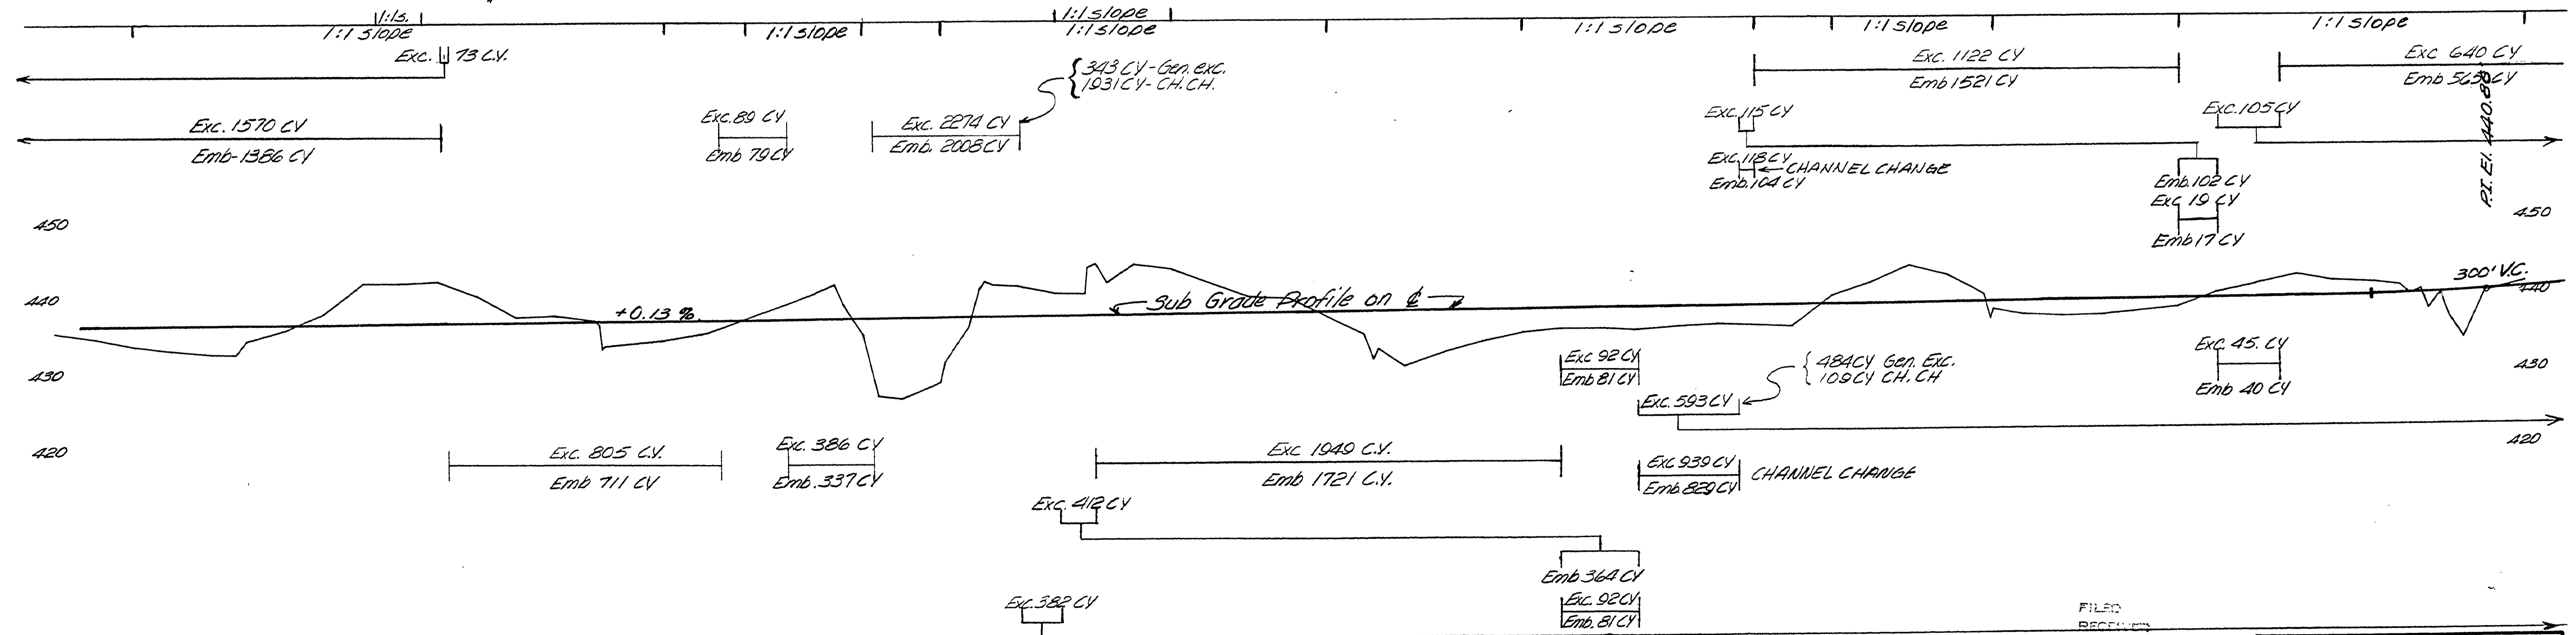 1:1s.
1:1 slope
1:1 slope
1:1 slope
1:1 slope
1:1 slope
1:1 slope
1:1 slope
Exc. 73 C.Y.
{343 CY-Gen. exc.
1931 CY-CH.CH.
Exc. 1122 CY
Emb 1521 CY
Exc 640 CY
Emb 565 CY
P.I. El. 440.80
Exc. 1570 CY
Emb-1386 CY
Exc. 89 CY
Emb 79 CY
Exc. 2274 CY
Emb. 2008 CY
Exc. 115 CY
Exc. 118 CY
Emb. 104 CY
CHANNEL CHANGE
Exc. 105 CY
Emb. 102 CY
Exc 19 CY
Emb 17 CY
450
450
440
+0.13 %
Sub Grade Profile on ℄
300' V.C.
440
430
Exc 92 CY
Emb 81 CY
{484 CY Gen. Exc.
109 CY CH. CH
Exc. 45. CY
Emb 40 CY
430
Exc. 593 CY
420
420
Exc. 805 C.Y.
Emb 711 CY
Exc. 386 CY
Emb. 337 CY
Exc 1949 C.Y.
Emb 1721 C.Y.
Exc 939 CY
Emb. 829 CY
CHANNEL CHANGE
Exc. 412 CY
Emb 364 CY
Exc. 382 CY
Exc. 92 CY
Emb. 81 CY
FILED
RECEIVED